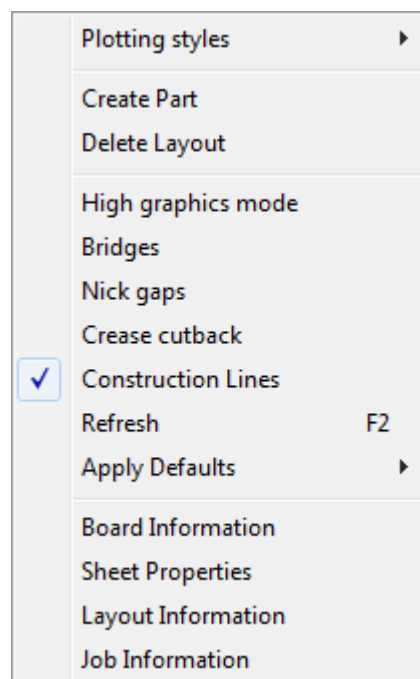 Plotting styles
Create Part
Delete Layout
High graphics mode
Bridges
Nick gaps
Crease cutback
Construction Lines
Refresh F2
Apply Defaults
Board Information
Sheet Properties
Layout Information
Job Information